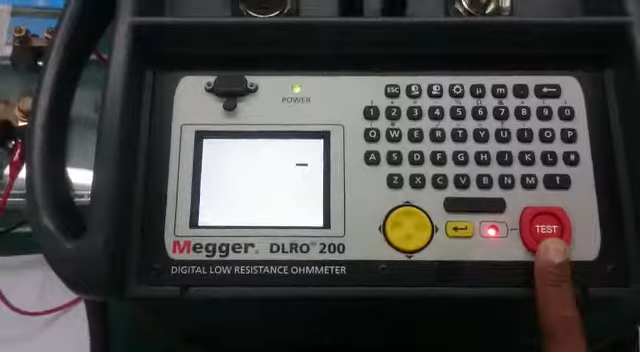 POWER
ESC µ m . ←
1 2 3 4 5 6 7 8 9 0
Q W E R T Y U I O P
A S D F G H J K L #
Z X C V B N M ↑
TEST
Megger® DLRO® 200
DIGITAL LOW RESISTANCE OHMMETER